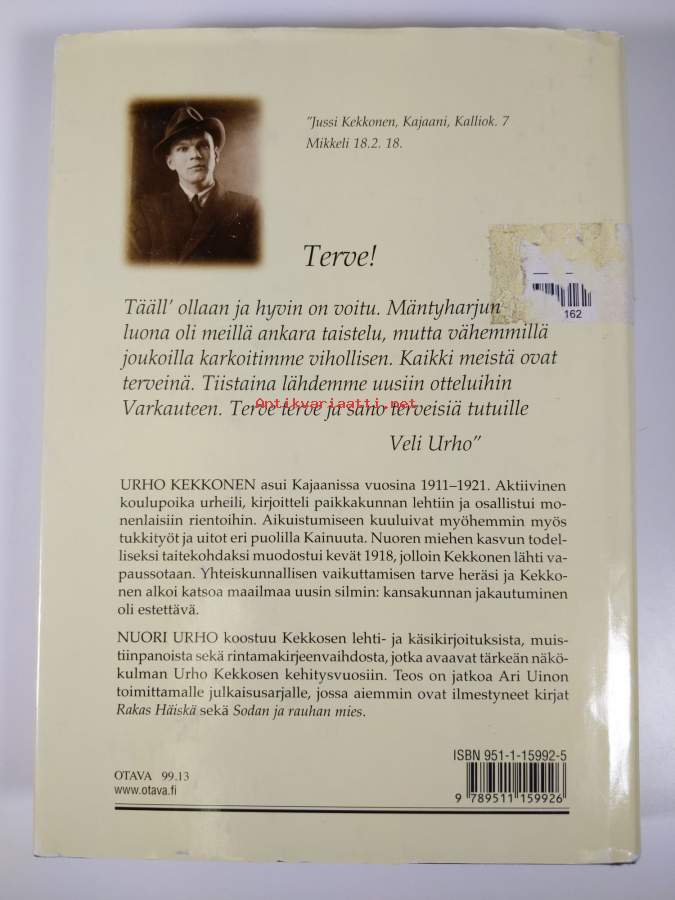 "Jussi Kekkonen, Kajaani, Kalliok. 7
Mikkeli 18.2. 18.
Terve!
Tääll' ollaan ja hyvin on voitu. Mäntyharjun
luona oli meillä ankara taistelu, mutta vähemmillä
joukoilla karkoitimme vihollisen. Kaikki meistä ovat
terveinä. Tiistaina lähdemme uusiin otteluihin
Varkauteen. Terve terve ja sano terveisiä tutuille
Veli Urho"
162
Antikvariaatti.net
URHO KEKKONEN asui Kajaanissa vuosina 1911–1921. Aktiivinen
koulupoika urheili, kirjoitteli paikkakunnan lehtiin ja osallistui mo-
nenlaisiin rientoihin. Aikuistumiseen kuuluivat myöhemmin myös
tukkityöt ja uitot eri puolilla Kainuuta. Nuoren miehen kasvun todel-
liseksi taitekohdaksi muodostui kevät 1918, jolloin Kekkonen lähti va-
paussotaan. Yhteiskunnallisen vaikuttamisen tarve heräsi ja Kekko-
nen alkoi katsoa maailmaa uusin silmin: kansakunnan jakautuminen
oli estettävä.
NUORI URHO koostuu Kekkosen lehti- ja käsikirjoituksista, muis-
tiinpanoista sekä rintamakirjeenvaihdosta, jotka avaavat tärkeän näkö-
kulman Urho Kekkosen kehitysvuosiin. Teos on jatkoa Ari Uinon
toimittamalle julkaisusarjalle, jossa aiemmin ovat ilmestyneet kirjat
Rakas Häiskä sekä Sodan ja rauhan mies.
ISBN 951-1-15992-5
OTAVA 99.13
www.otava.fi
9 789511 159926